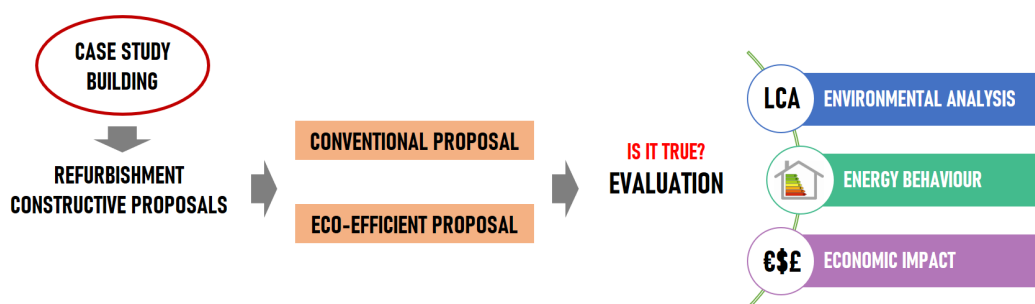 CASE STUDY
BUILDING
REFURBISHMENT
CONSTRUCTIVE PROPOSALS
CONVENTIONAL PROPOSAL
ECO-EFFICIENT PROPOSAL
IS IT TRUE?
EVALUATION
LCA
ENVIRONMENTAL ANALYSIS
ENERGY BEHAVIOUR
€$£
ECONOMIC IMPACT